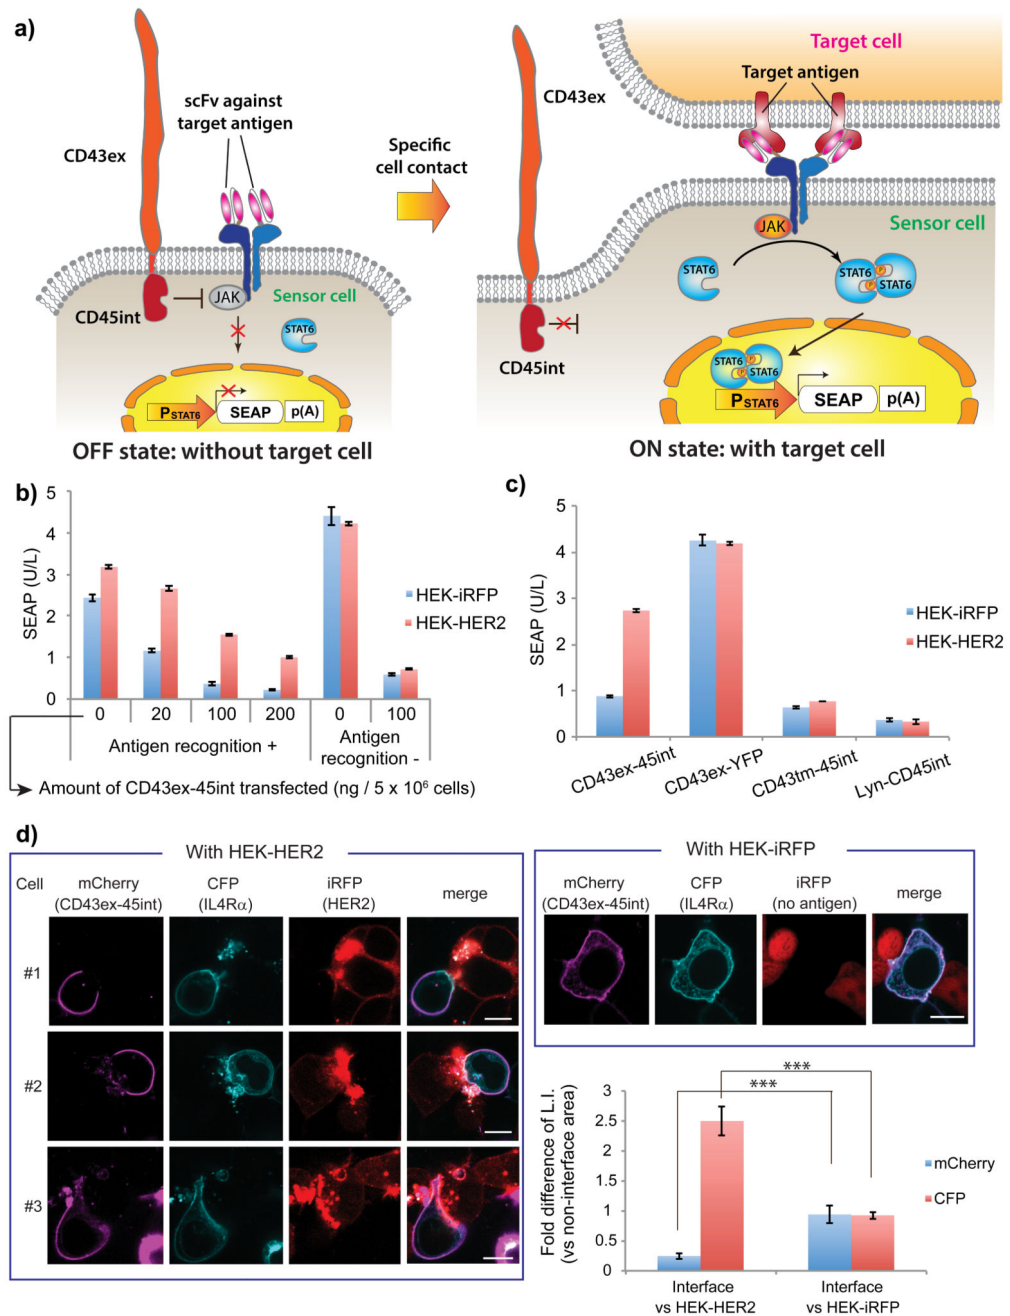 a)
CD43ex
scFv against
target antigen
Specific
cell contact
JAK
Sensor cell
CD45int
STAT6
PSTAT6
SEAP
p(A)
OFF state: without target cell
Target cell
Target antigen
CD43ex
JAK
Sensor cell
STAT6
STAT6
P
P
STAT6
CD45int
STAT6
P
P
STAT6
PSTAT6
SEAP
p(A)
ON state: with target cell
b)
SEAP (U/L)
5
4
3
2
1
0
HEK-iRFP
HEK-HER2
0 20 100 200 0 100
Antigen recognition +
Antigen
recognition -
Amount of CD43ex-45int transfected (ng / 5 x 10⁶ cells)
c)
SEAP (U/L)
5
4
3
2
1
0
HEK-iRFP
HEK-HER2
CD43ex-45int
CD43ex-YFP
CD43tm-45int
Lyn-CD45int
d)
With HEK-HER2
Cell
mCherry
(CD43ex-45int)
CFP
(IL4Rα)
iRFP
(HER2)
merge
#1
#2
#3
With HEK-iRFP
mCherry
(CD43ex-45int)
CFP
(IL4Rα)
iRFP
(no antigen)
merge
Fold difference of L.I.
(vs non-interface area)
3
2.5
2
1.5
1
0.5
0
***
***
mCherry
CFP
Interface
vs HEK-HER2
Interface
vs HEK-iRFP